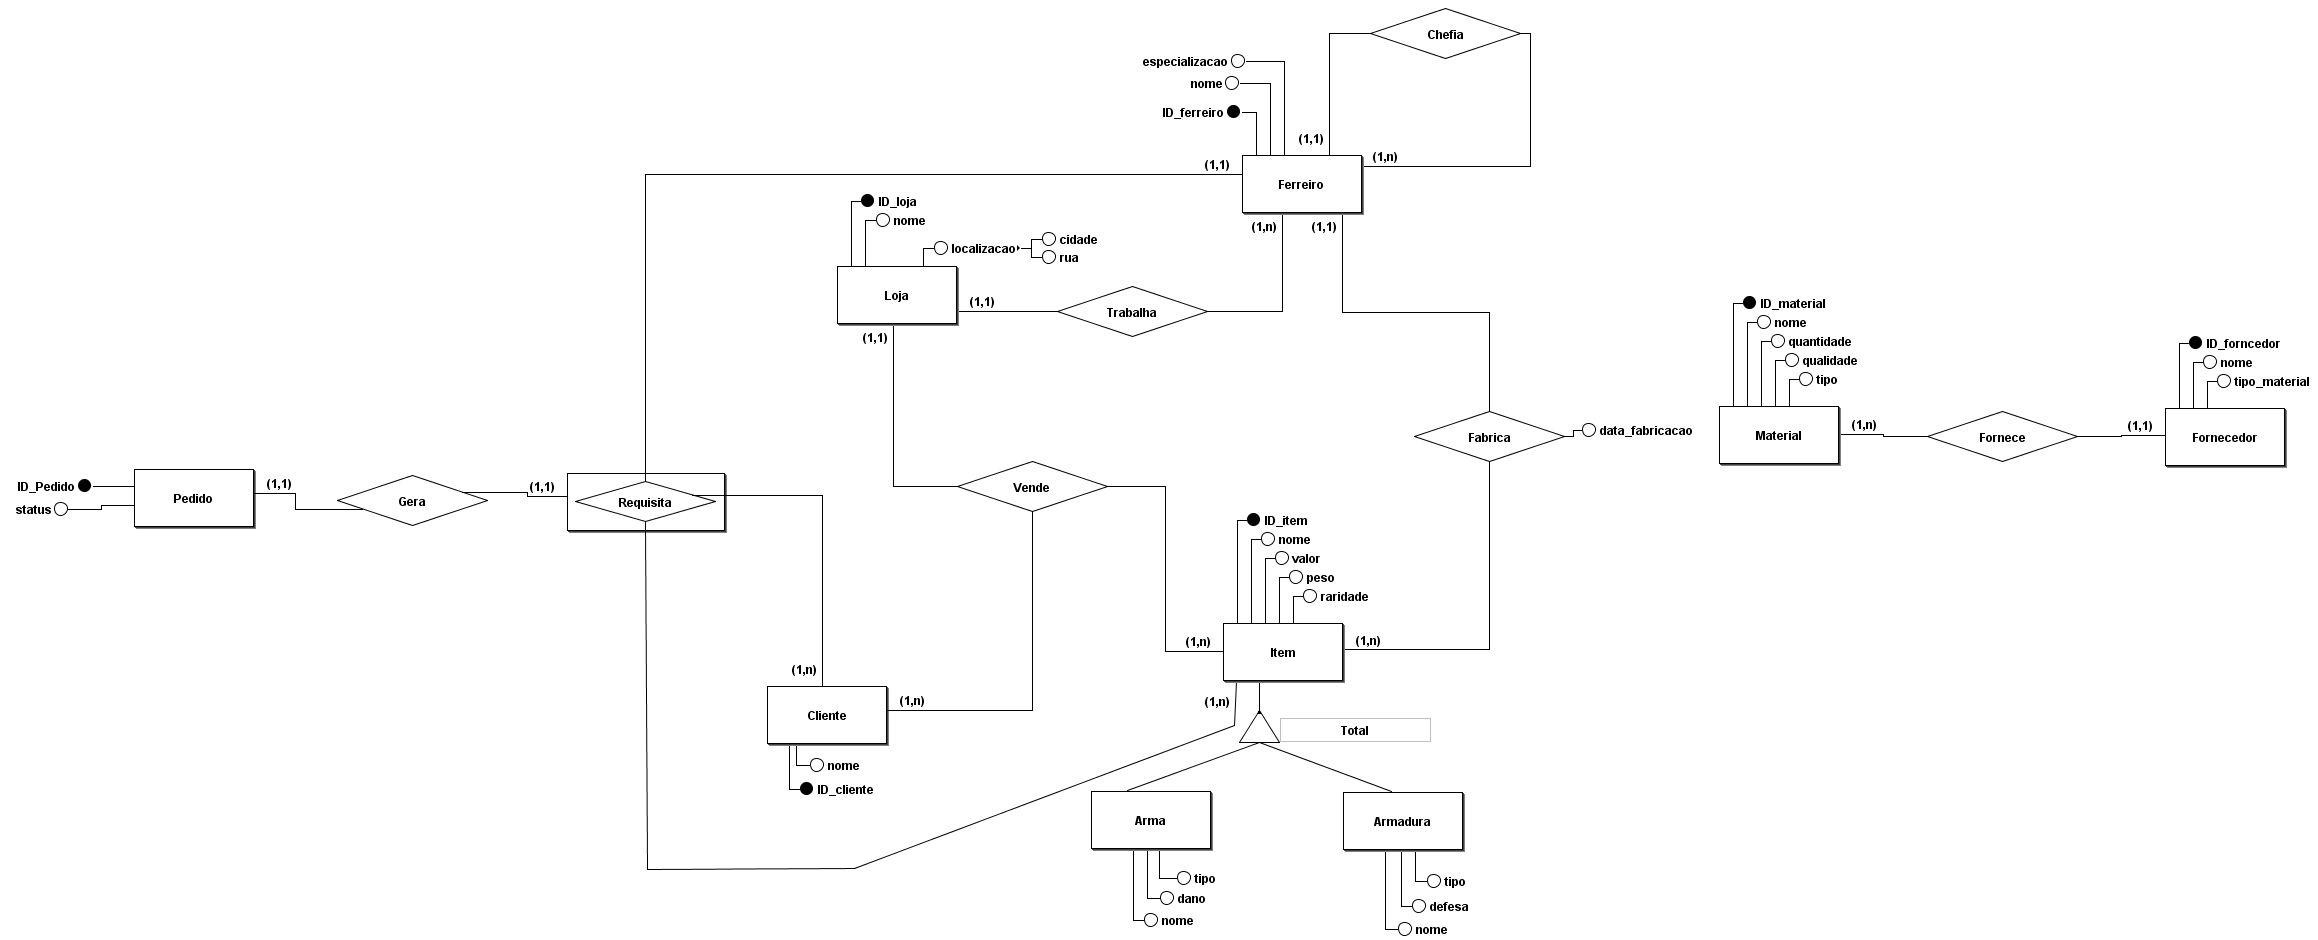 Chefia
especializacao
nome
ID_ferreiro
(1,1)
(1,n)
(1,1)
Ferreiro
ID_loja
nome
(1,n)
(1,1)
localizacao
cidade
rua
Loja
(1,1)
Trabalha
(1,1)
ID_material
nome
quantidade
qualidade
tipo
ID_forncedor
nome
tipo_material
Fabrica
data_fabricacao
Material
(1,n)
Fornece
(1,1)
Fornecedor
ID_Pedido
status
Pedido
(1,1)
Gera
(1,1)
Requisita
Vende
ID_item
nome
valor
peso
raridade
(1,n)
Item
(1,n)
(1,n)
Cliente
(1,n)
(1,n)
Total
nome
ID_cliente
Arma
Armadura
tipo
dano
nome
tipo
defesa
nome